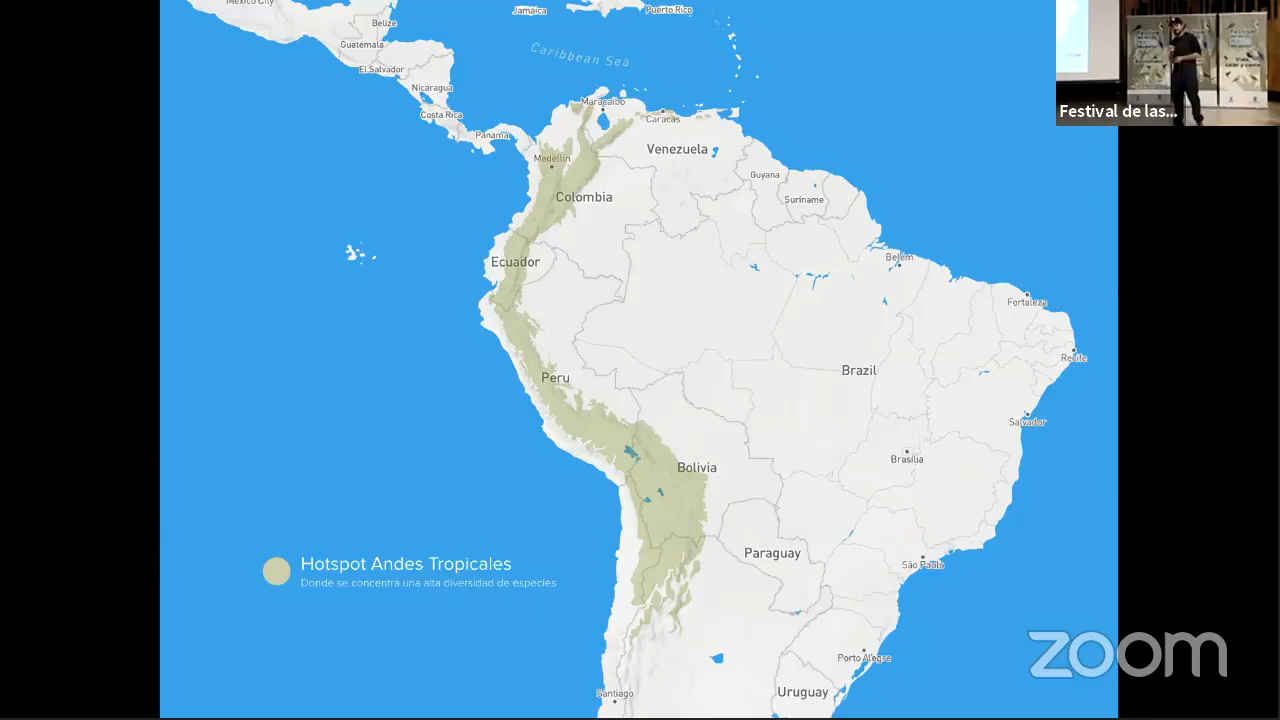 Mexico City
Jamaica
Puerto Rico
Belize
Guatemala
Caribbean Sea
El Salvador
Nicaragua
Costa Rica
Panama
Maracaibo
Caracas
Medellín
Venezuela
Guyana
Colombia
Suriname
Ecuador
Belém
Fortaleza
Recife
Peru
Brazil
Salvador
Brasília
Bolivia
Paraguay
São Paulo
Porto Alegre
Santiago
Uruguay
Hotspot Andes Tropicales
Donde se concentra una alta diversidad de especies
Festival de las...
zoom